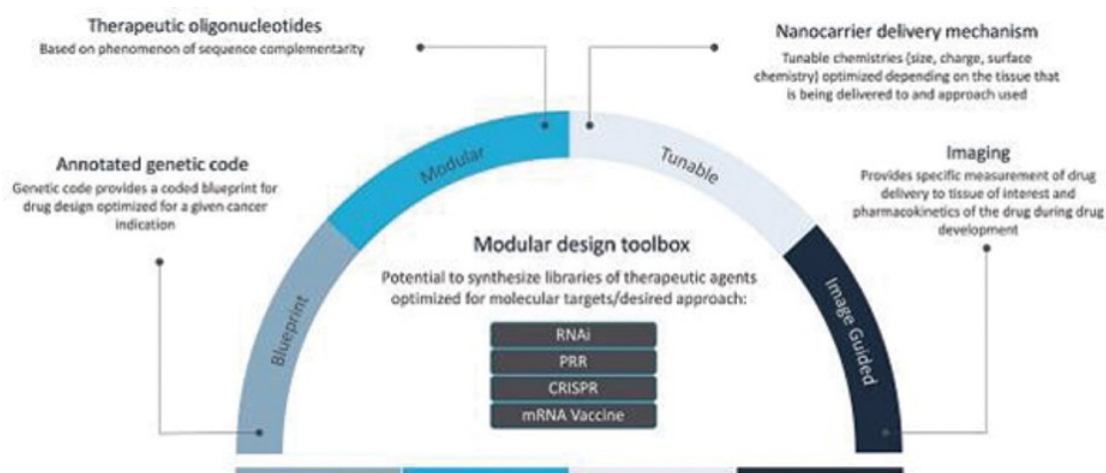 Therapeutic oligonucleotides
Based on phenomenon of sequence complementarity
Nanocarrier delivery mechanism
Tunable chemistries (size, charge, surface
chemistry) optimized depending on the tissue that
is being delivered to and approach used
Annotated genetic code
Genetic code provides a coded blueprint for
drug design optimized for a given cancer
indication
Imaging
Provides specific measurement of drug
delivery to tissue of interest and
pharmacokinetics of the drug during drug
development
Blueprint
Modular
Tunable
Image Guided
Modular design toolbox
Potential to synthesize libraries of therapeutic agents
optimized for molecular targets/desired approach:
RNAi
PRR
CRISPR
mRNA Vaccine